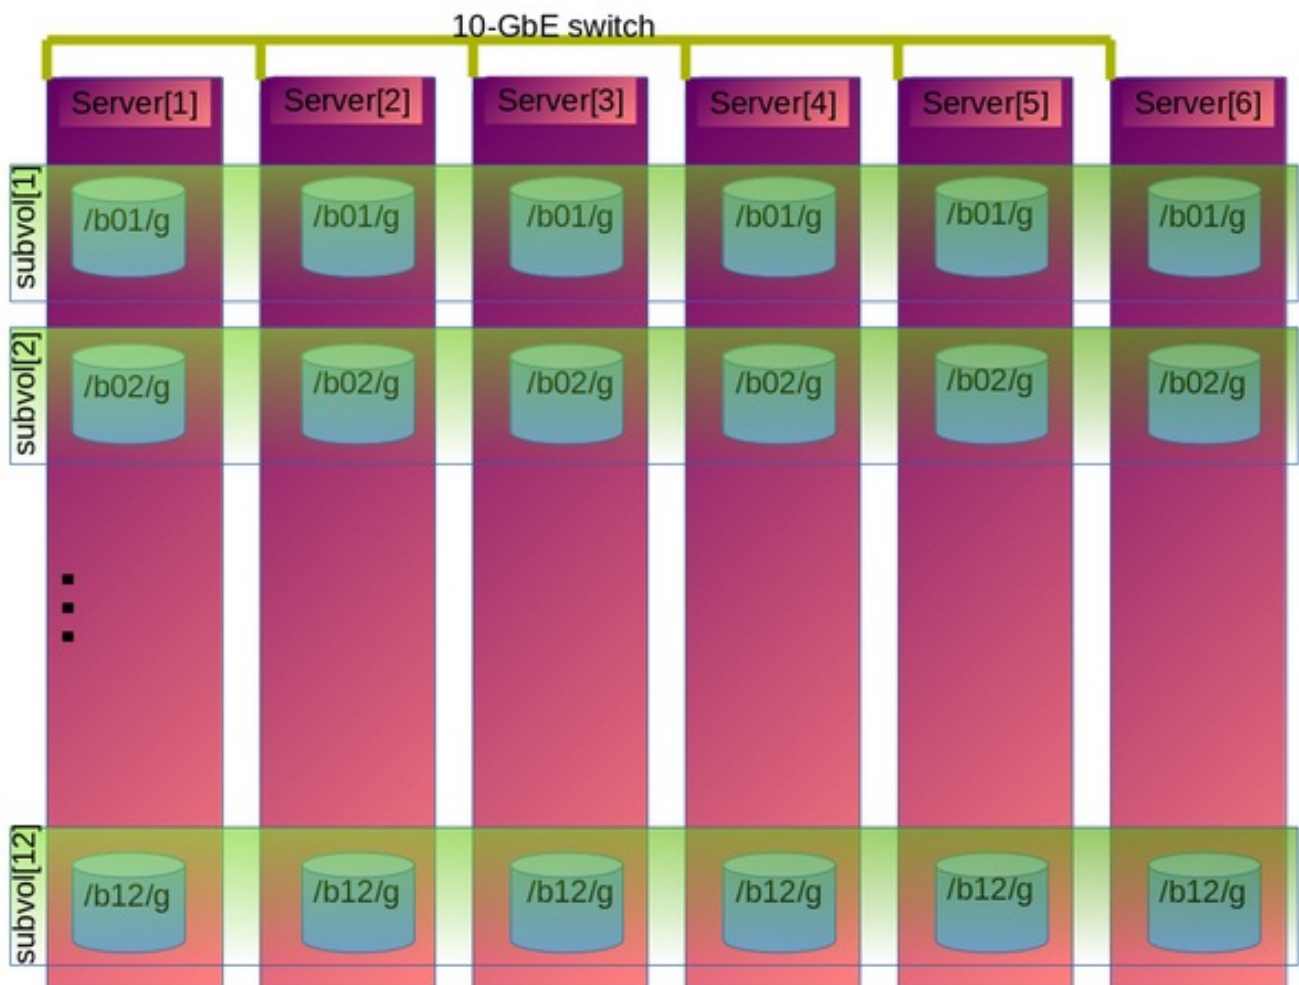 10-GbE switch
Server[1] Server[2] Server[3] Server[4] Server[5] Server[6]
subvol[1]
/b01/g /b01/g /b01/g /b01/g /b01/g /b01/g
subvol[2]
/b02/g /b02/g /b02/g /b02/g /b02/g /b02/g
subvol[12]
/b12/g /b12/g /b12/g /b12/g /b12/g /b12/g